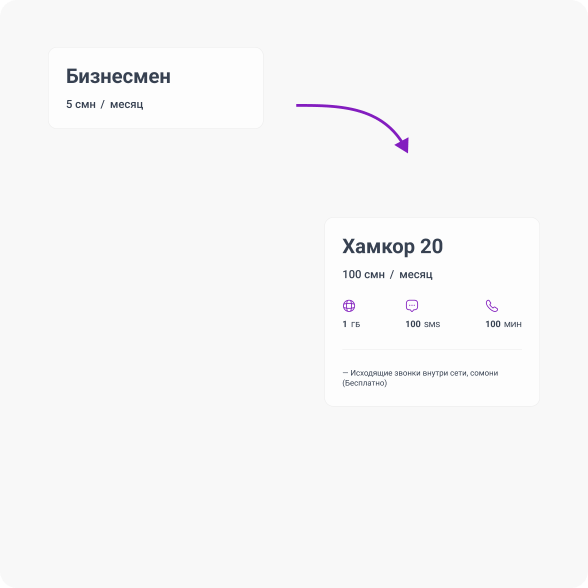 Бизнесмен
5 смн / месяц
Хамкор 20
100 смн / месяц
1 ГБ 100 SMS 100 МИН
— Исходящие звонки внутри сети, сомони
(Бесплатно)